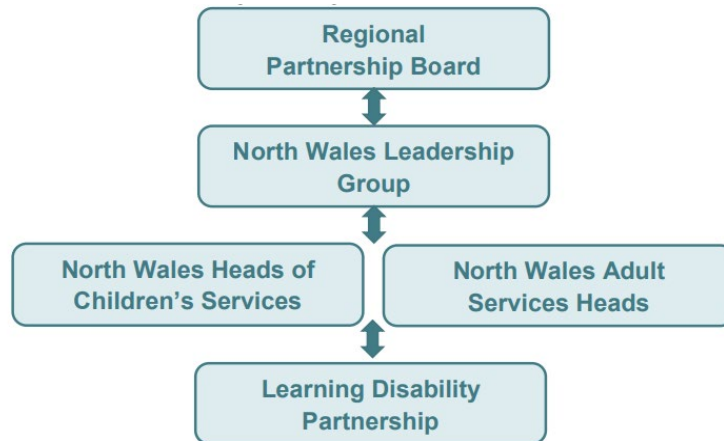 Regional
Partnership Board
North Wales Leadership
Group
North Wales Heads of
Children's Services
North Wales Adult
Services Heads
Learning Disability
Partnership